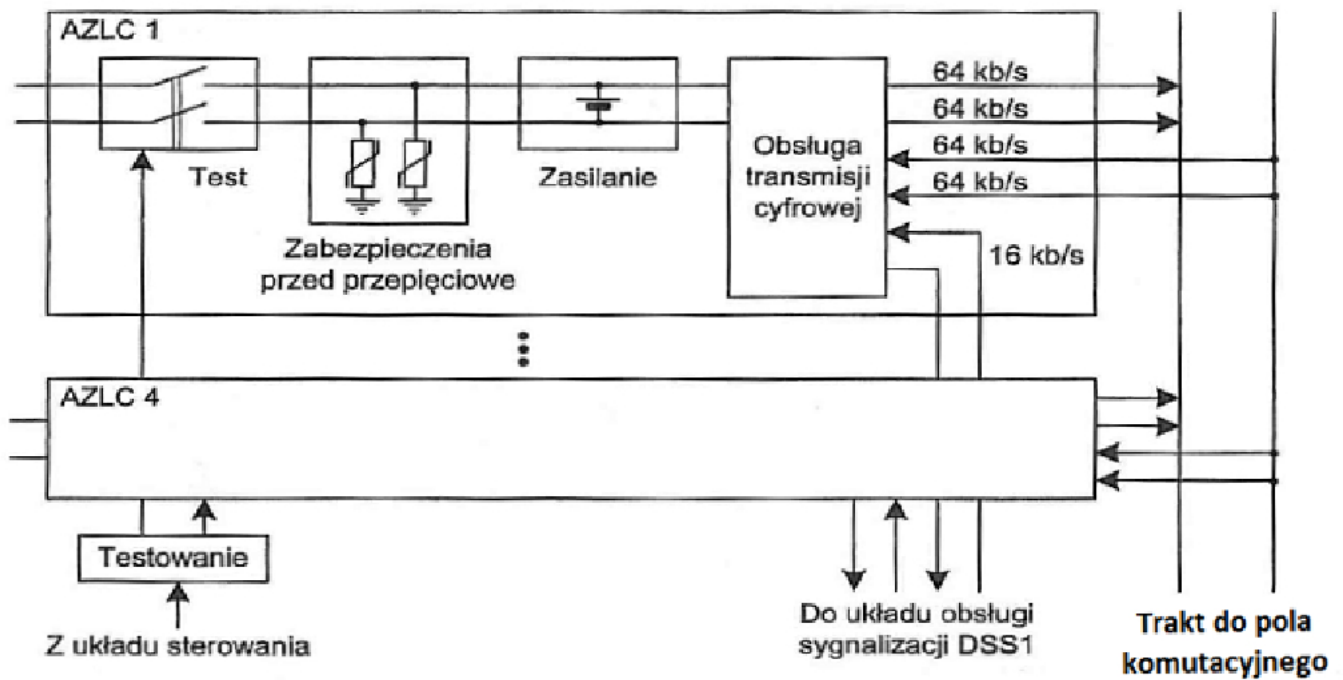 AZLC 1
64 kb/s
64 kb/s
64 kb/s
64 kb/s
Test
Zasilanie
Obsługa
transmisji
cyfrowej
Zabezpieczenia
przed przepięciowe
16 kb/s
AZLC 4
Testowanie
Z układu sterowania
Do układu obsługi
sygnalizacji DSS1
Trakt do pola
komutacyjnego